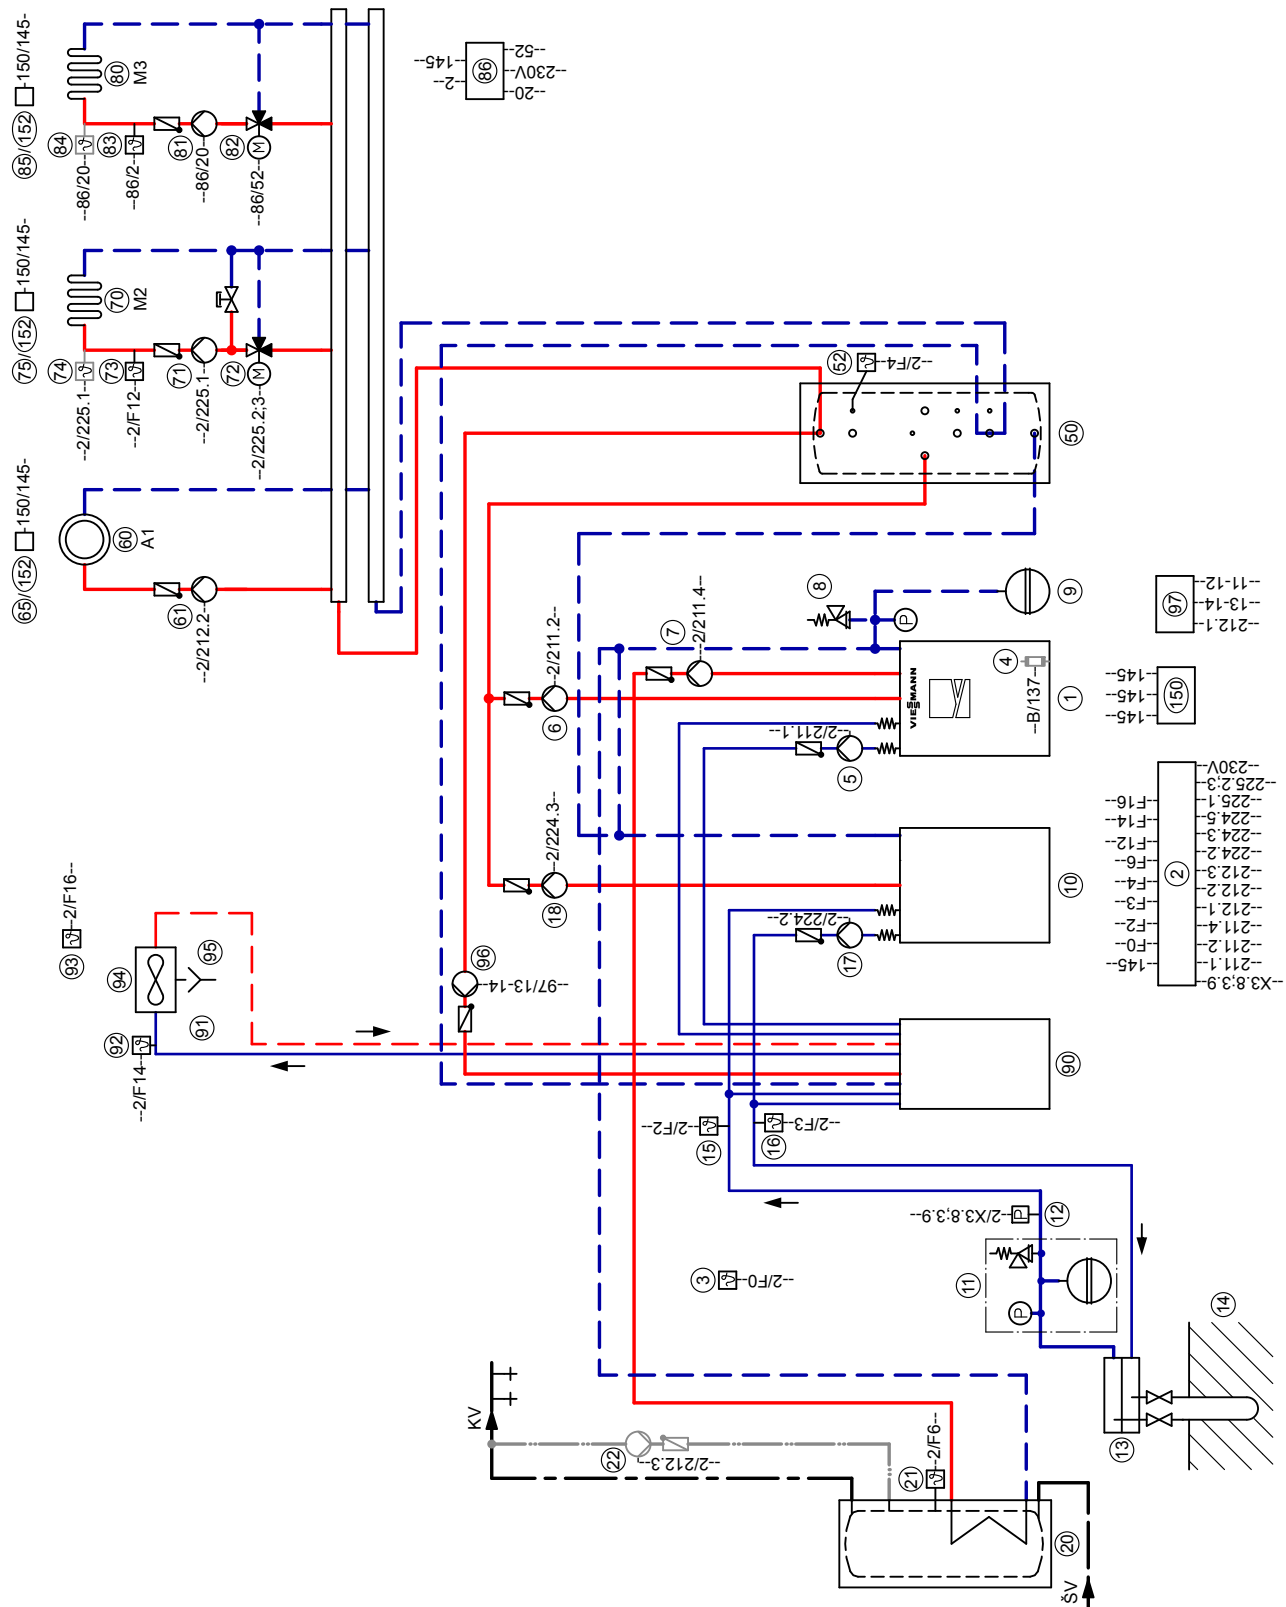 85/152 -150/145-
80
M3
84
--86/20--
83
--86/2--
81
--86/20--
82
M
--86/52--
86
--145--
--2--
--52--
--230V--
--20--
75/152 -150/145-
70
M2
74
--2/225.1--
73
--2/F12--
71
--2/225.1--
72
M
--2/225.2;3--
65/152 -150/145-
60
A1
61
--2/212.2--
52
--2/F4--
50
8
P
9
97
--11-12--
--13-14--
--212.1--
7
--2/211.4--
6
--2/211.2--
VIESSMANN
4
--B/137--
1
5
--2/211.1--
150
--145--
--145--
--145--
18
--2/224.3--
17
--2/224.2--
10
2
--F16--
--F14--
--F12--
--F6--
--F4--
--F3--
--F2--
--F0--
--145--
--230V--
--225.2;3--
--225.1--
--224.5--
--224.3--
--224.2--
--212.3--
--212.2--
--212.1--
--211.4--
--211.2--
--211.1--
--X3.8;3.9--
93
--2/F16--
94
95
92
91
--2/F14--
96
--97/13-14--
90
15
--2/F2--
16
--2/F3--
12
P
--2/X3.8;3.9--
11
P
3
--2/F0--
14
13
KV
22
--2/212.3--
21
--2/F6--
20
ŠV